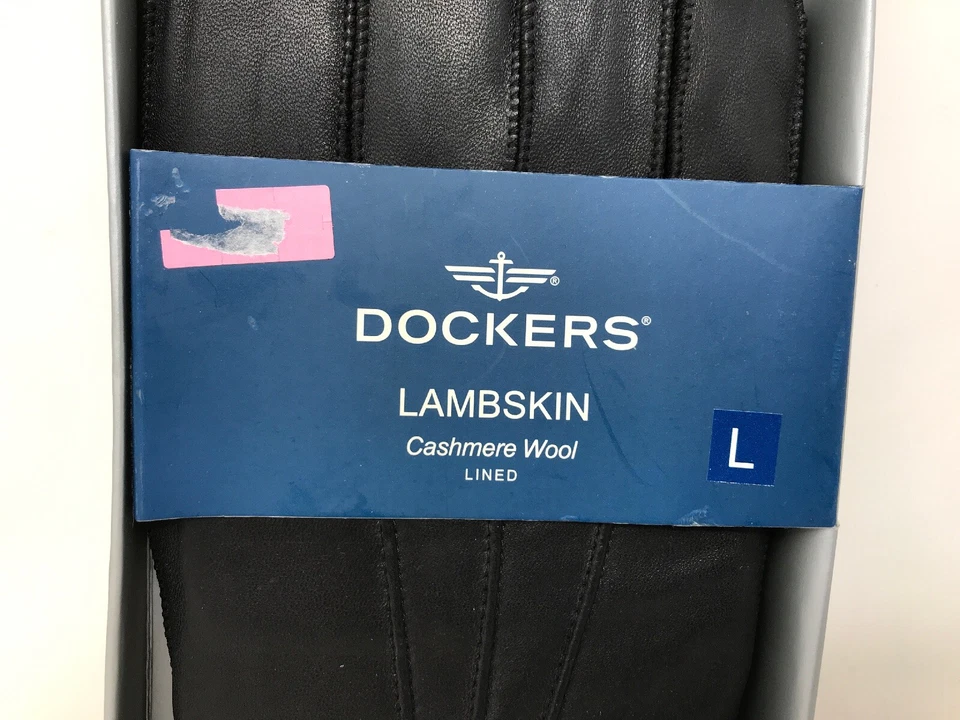 ®
DOCKERS®
LAMBSKIN
Cashmere Wool
LINED
L